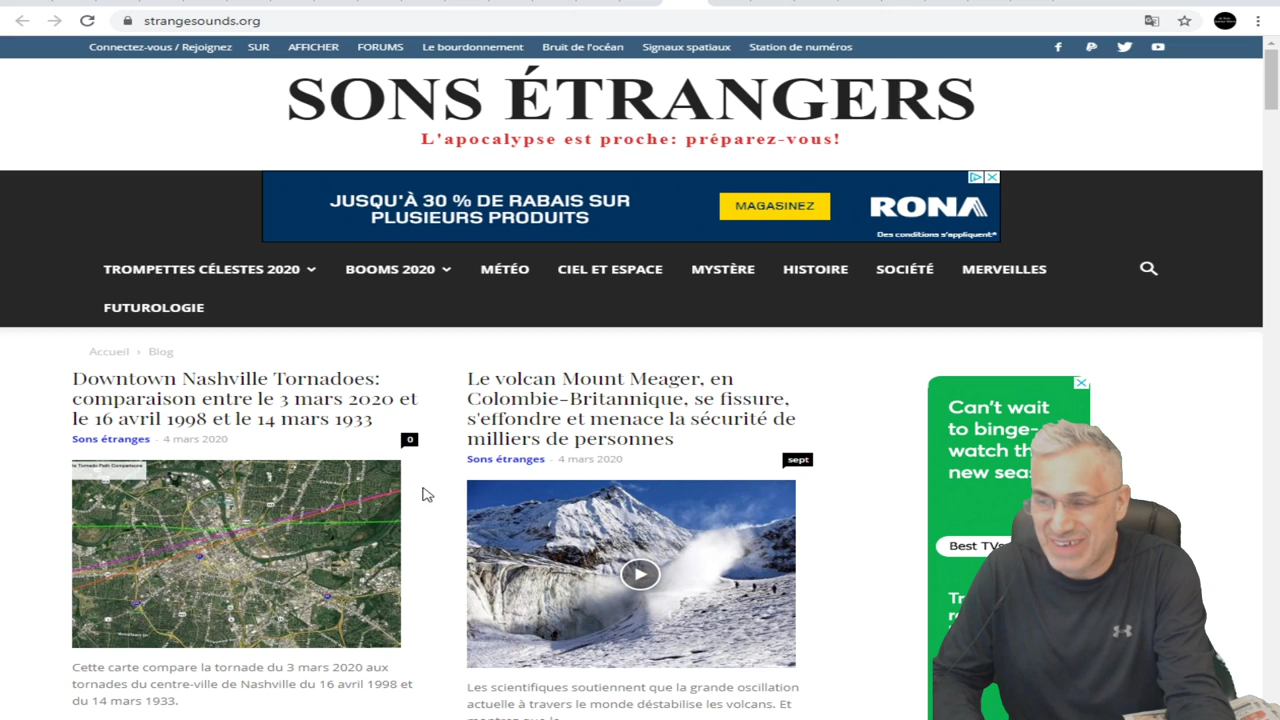 strangesounds.org
Connectez-vous / Rejoignez SUR AFFICHER FORUMS Le bourdonnement Bruit de l'océan Signaux spatiaux Station de numéros
SONS ÉTRANGERS
L'apocalypse est proche: préparez-vous!
JUSQU'À 30 % DE RABAIS SUR
PLUSIEURS PRODUITS
MAGASINEZ
RONA
Des conditions s'appliquent*
TROMPETTES CÉLESTES 2020 BOOMS 2020 MÉTÉO CIEL ET ESPACE MYSTÈRE HISTOIRE SOCIÉTÉ MERVEILLES
FUTUROLOGIE
Accueil › Blog
Downtown Nashville Tornadoes:
comparaison entre le 3 mars 2020 et
le 16 avril 1998 et le 14 mars 1933
Sons étranges - 4 mars 2020
0
Cette carte compare la tornade du 3 mars 2020 aux
tornades du centre-ville de Nashville du 16 avril 1998 et
du 14 mars 1933.
Le volcan Mount Meager, en
Colombie-Britannique, se fissure,
s'effondre et menace la sécurité de
milliers de personnes
Sons étranges - 4 mars 2020
sept
Les scientifiques soutiennent que la grande oscillation
actuelle à travers le monde déstabilise les volcans. Et
Can't wait
to binge-
watch th
new sea
Best TV
Tr